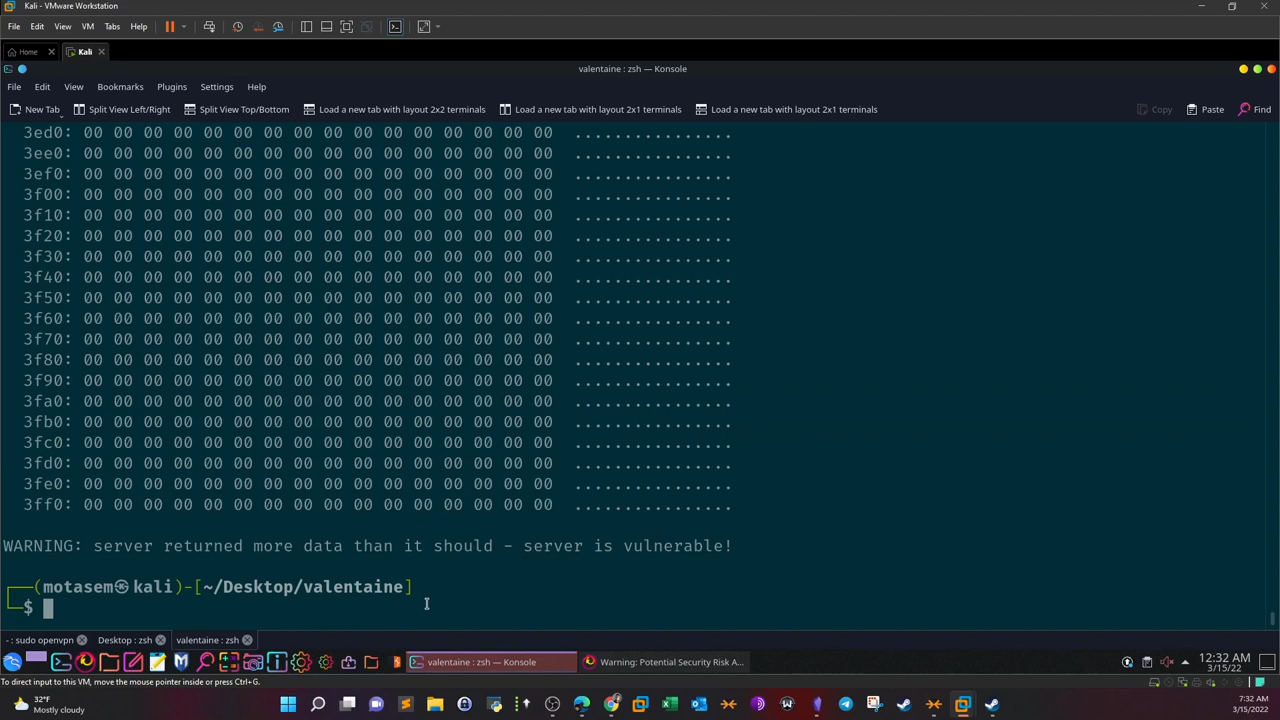 Kali - VMware Workstation
File Edit View VM Tabs Help
Home Kali
valentaine : zsh — Konsole
File Edit View Bookmarks Plugins Settings Help
New Tab Split View Left/Right Split View Top/Bottom Load a new tab with layout 2x2 terminals Load a new tab with layout 2x1 terminals Load a new tab with layout 2x1 terminals Copy Paste Find
3ed0: 00 00 00 00 00 00 00 00 00 00 00 00 00 00 00 00 ................
3ee0: 00 00 00 00 00 00 00 00 00 00 00 00 00 00 00 00 ................
3ef0: 00 00 00 00 00 00 00 00 00 00 00 00 00 00 00 00 ................
3f00: 00 00 00 00 00 00 00 00 00 00 00 00 00 00 00 00 ................
3f10: 00 00 00 00 00 00 00 00 00 00 00 00 00 00 00 00 ................
3f20: 00 00 00 00 00 00 00 00 00 00 00 00 00 00 00 00 ................
3f30: 00 00 00 00 00 00 00 00 00 00 00 00 00 00 00 00 ................
3f40: 00 00 00 00 00 00 00 00 00 00 00 00 00 00 00 00 ................
3f50: 00 00 00 00 00 00 00 00 00 00 00 00 00 00 00 00 ................
3f60: 00 00 00 00 00 00 00 00 00 00 00 00 00 00 00 00 ................
3f70: 00 00 00 00 00 00 00 00 00 00 00 00 00 00 00 00 ................
3f80: 00 00 00 00 00 00 00 00 00 00 00 00 00 00 00 00 ................
3f90: 00 00 00 00 00 00 00 00 00 00 00 00 00 00 00 00 ................
3fa0: 00 00 00 00 00 00 00 00 00 00 00 00 00 00 00 00 ................
3fb0: 00 00 00 00 00 00 00 00 00 00 00 00 00 00 00 00 ................
3fc0: 00 00 00 00 00 00 00 00 00 00 00 00 00 00 00 00 ................
3fd0: 00 00 00 00 00 00 00 00 00 00 00 00 00 00 00 00 ................
3fe0: 00 00 00 00 00 00 00 00 00 00 00 00 00 00 00 00 ................
3ff0: 00 00 00 00 00 00 00 00 00 00 00 00 00 00 00 00 ................
WARNING: server returned more data than it should - server is vulnerable!
┌──(motasem㉿kali)-[~/Desktop/valentaine]
└─$
- : sudo openvpn Desktop : zsh valentaine : zsh
valentaine : zsh — Konsole Warning: Potential Security Risk A... 12:32 AM
3/15/22
To direct input to this VM, move the mouse pointer inside or press Ctrl+G.
32°F
Mostly cloudy
7:32 AM
3/15/2022